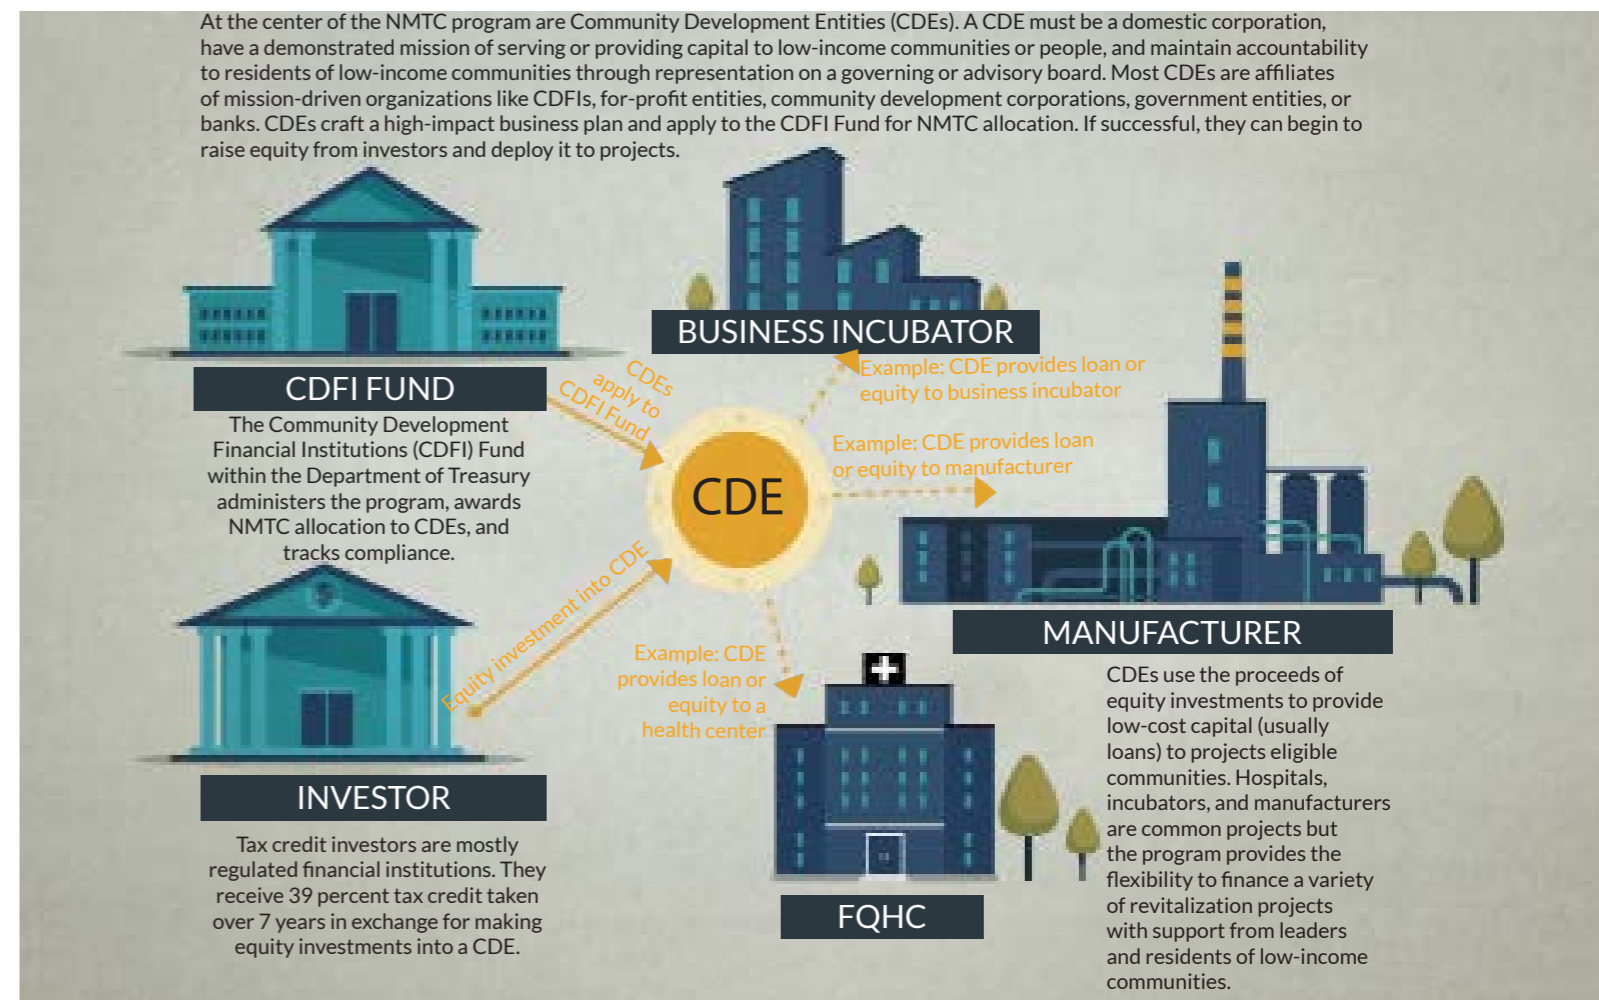 At the center of the NMTC program are Community Development Entities (CDEs). A CDE must be a domestic corporation,
have a demonstrated mission of serving or providing capital to low-income communities or people, and maintain accountability
to residents of low-income communities through representation on a governing or advisory board. Most CDEs are affiliates
of mission-driven organizations like CDFIs, for-profit entities, community development corporations, government entities, or
banks. CDEs craft a high-impact business plan and apply to the CDFI Fund for NMTC allocation. If successful, they can begin to
raise equity from investors and deploy it to projects.
BUSINESS INCUBATOR
CDFI FUND
The Community Development
Financial Institutions (CDFI) Fund
within the Department of Treasury
administers the program, awards
NMTC allocation to CDEs, and
tracks compliance.
CDEs
apply to
CDFI Fund
Example: CDE provides loan or
equity to business incubator
Example: CDE provides loan
or equity to manufacturer
CDE
Equity investment into CDE
Example: CDE
provides loan or
equity to a
health center
$
INVESTOR
Tax credit investors are mostly
regulated financial institutions. They
receive 39 percent tax credit taken
over 7 years in exchange for making
equity investments into a CDE.
FQHC
MANUFACTURER
CDEs use the proceeds of
equity investments to provide
low-cost capital (usually
loans) to projects eligible
communities. Hospitals,
incubators, and manufacturers
are common projects but
the program provides the
flexibility to finance a variety
of revitalization projects
with support from leaders
and residents of low-income
communities.